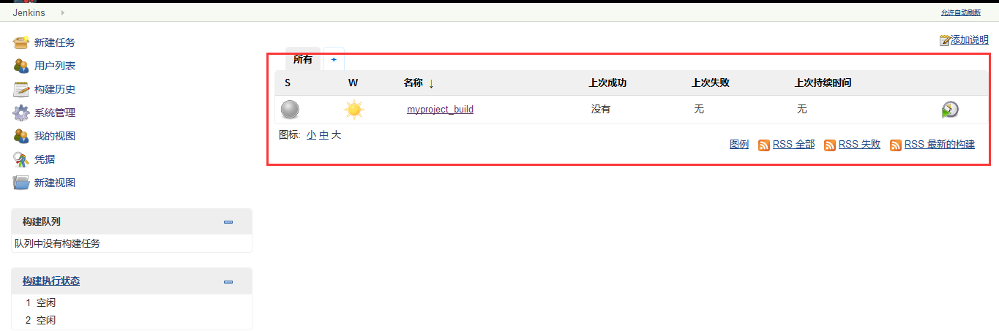 Jenkins
允许自动刷新
新建任务
用户列表
构建历史
系统管理
我的视图
凭据
新建视图
构建队列
队列中没有构建任务
构建执行状态
1 空闲
2 空闲
添加说明
所有 +
S W 名称 ↓ 上次成功 上次失败 上次持续时间
myproject_build 没有 无 无
图标: 小 中 大
图例 RSS 全部 RSS 失败 RSS 最新的构建